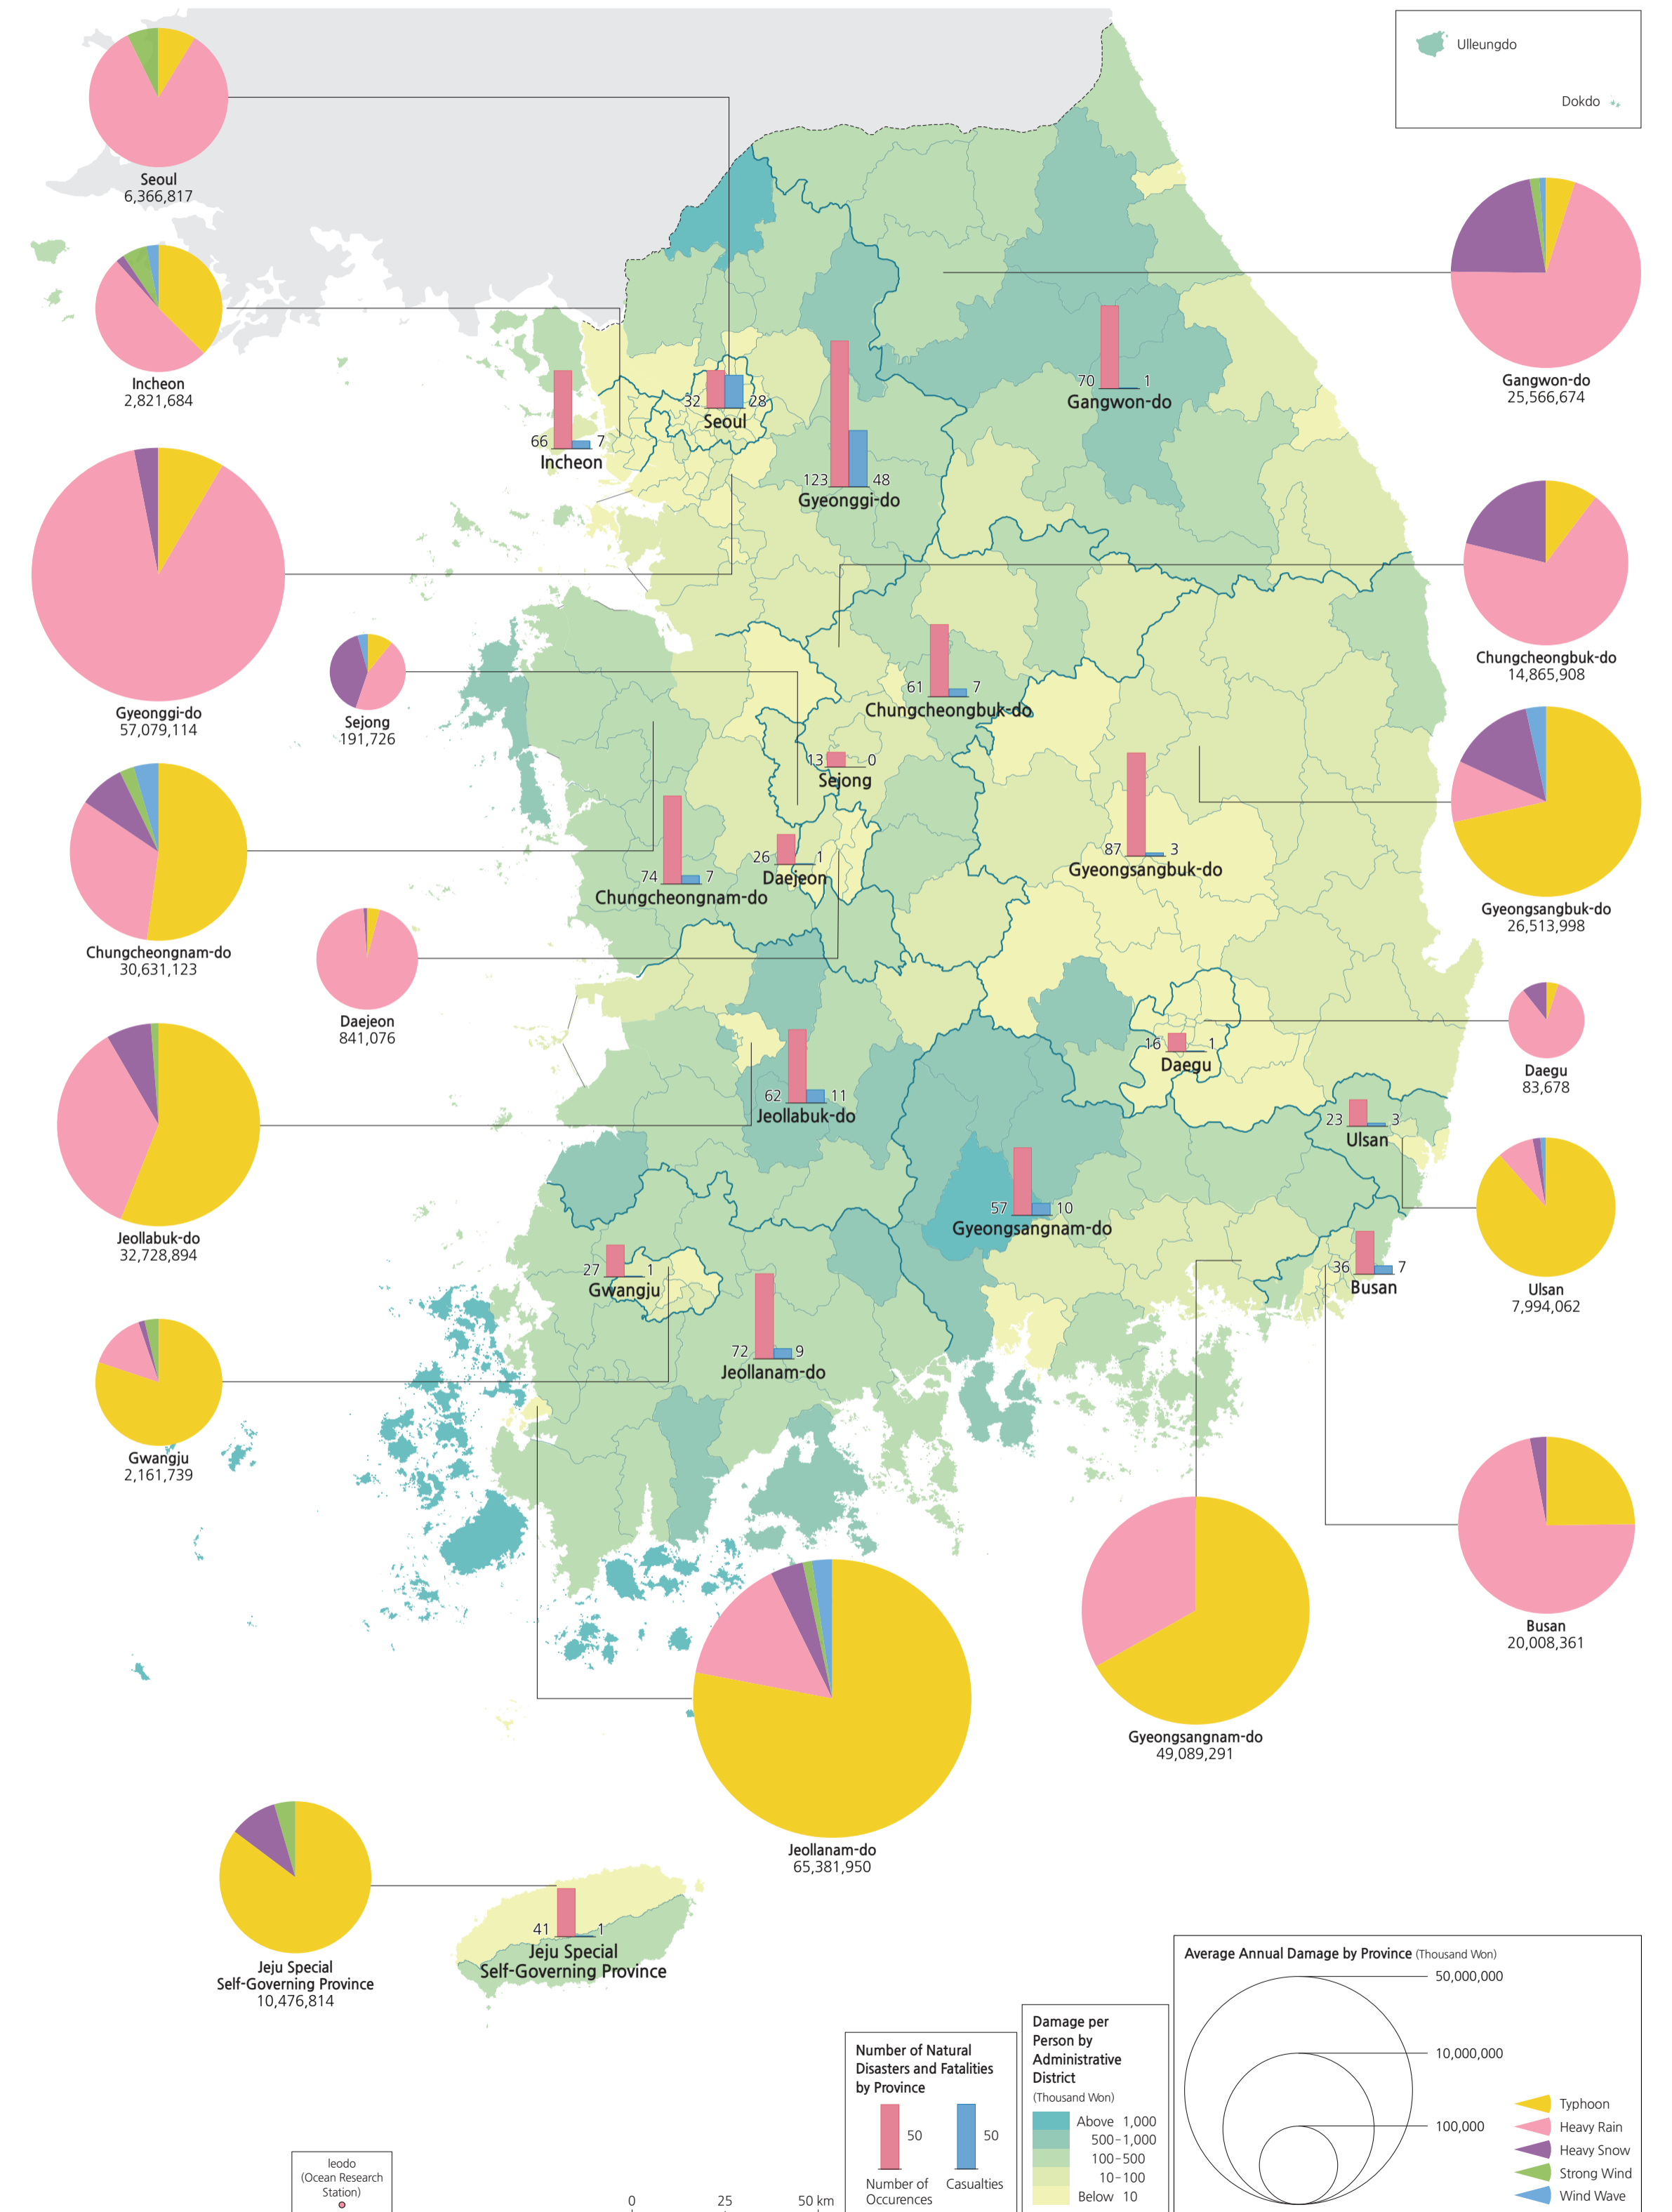 Ulleungdo
Dokdo
Seoul
6,366,817
Incheon
2,821,684
Gangwon-do
25,566,674
70
1
Gangwon-do
32
28
Seoul
66
7
Incheon
123
48
Gyeonggi-do
Gyeonggi-do
57,079,114
Sejong
191,726
61
7
Chungcheongbuk-do
Chungcheongbuk-do
14,865,908
13
0
Sejong
74
7
Chungcheongnam-do
26
1
Daejeon
87
3
Gyeongsangbuk-do
Gyeongsangbuk-do
26,513,998
Chungcheongnam-do
30,631,123
Daejeon
841,076
16
1
Daegu
Daegu
83,678
62
11
Jeollabuk-do
23
3
Ulsan
Jeollabuk-do
32,728,894
57
10
Gyeongsangnam-do
27
1
Gwangju
36
7
Busan
Ulsan
7,994,062
72
9
Jeollanam-do
Gwangju
2,161,739
Busan
20,008,361
Gyeongsangnam-do
49,089,291
Jeollanam-do
65,381,950
41
1
Jeju Special
Self-Governing Province
Jeju Special
Self-Governing Province
10,476,814
Ieodo
(Ocean Research
Station)
0
25
50 km
Number of Natural
Disasters and Fatalities
by Province
50
50
Number of
Occurences
Casualties
Damage per
Person by
Administrative
District
(Thousand Won)
Above 1,000
500–1,000
100–500
10–100
Below 10
Average Annual Damage by Province (Thousand Won)
50,000,000
10,000,000
100,000
Typhoon
Heavy Rain
Heavy Snow
Strong Wind
Wind Wave